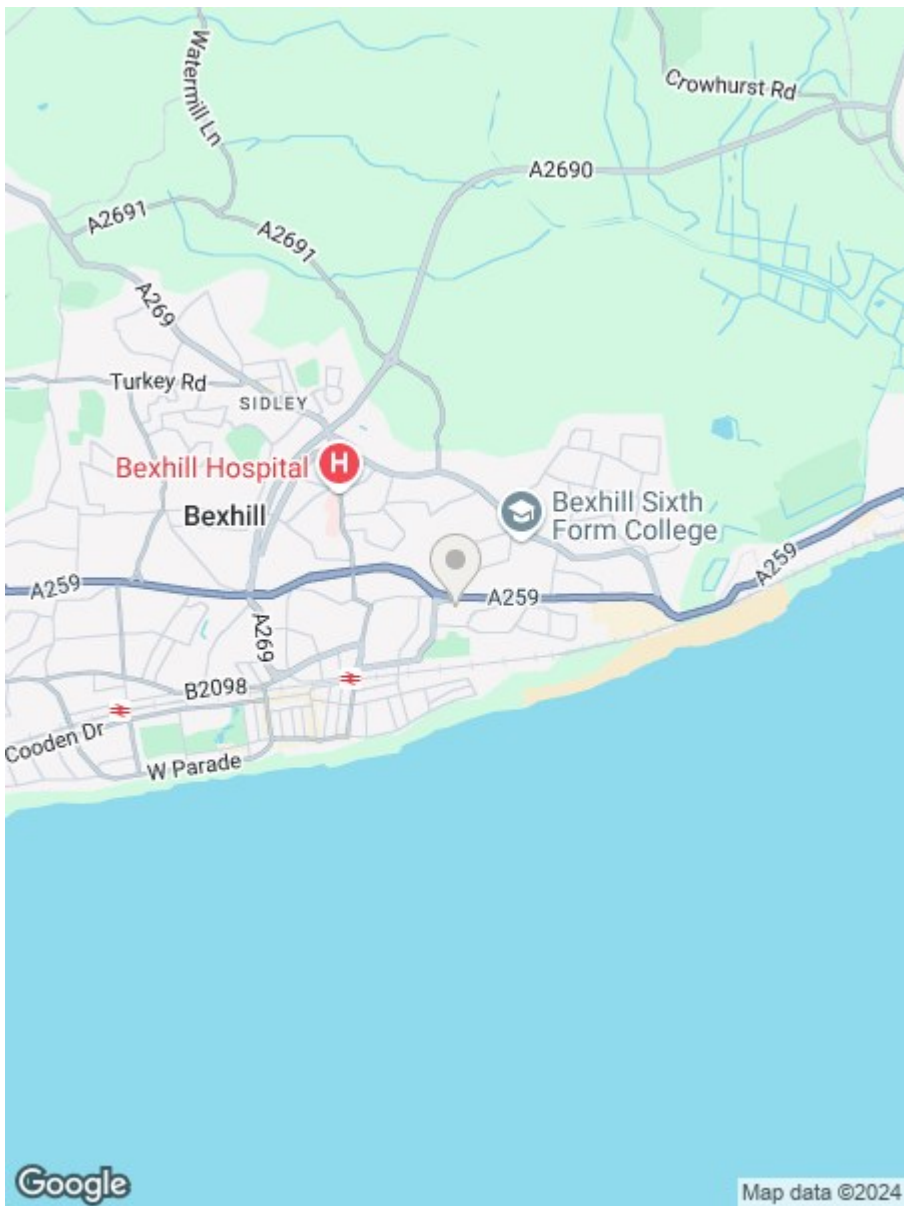 Watermill Ln
Crowhurst Rd
A2690
A2691
A2691
A269
Turkey Rd
SIDLEY
Bexhill Hospital
H
Bexhill
Bexhill Sixth
Form College
A259
A259
A259
A269
B2098
Cooden Dr
W Parade
Google
Map data ©2024